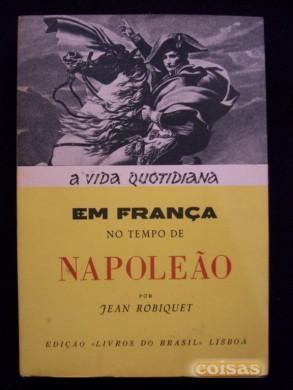 A VIDA QUOTIDIANA
EM FRANÇA
NO TEMPO DE
NAPOLEÃO
POR
JEAN ROBIQUET
EDIÇÃO «LIVROS DO BRASIL» LISBOA
coisas